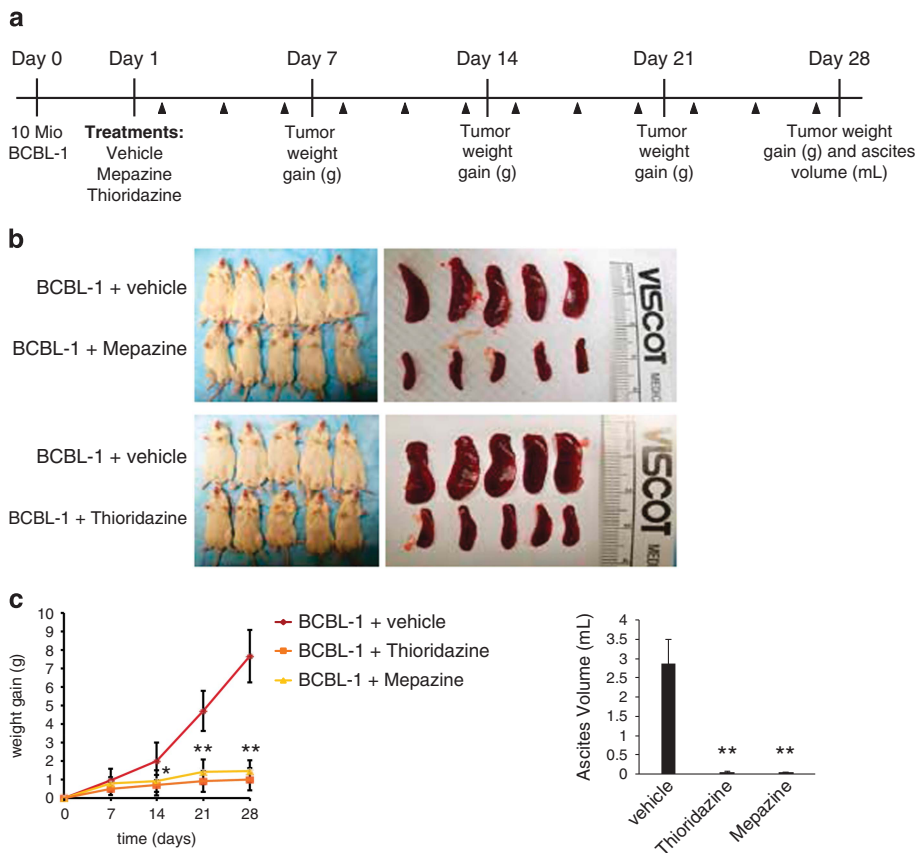 a
Day 0
Day 1
Day 7
Day 14
Day 21
Day 28
10 Mio
BCBL-1
Treatments:
Vehicle
Mepazine
Thioridazine
Tumor
weight
gain (g)
Tumor
weight
gain (g)
Tumor
weight
gain (g)
Tumor weight
gain (g) and ascites
volume (mL)
b
BCBL-1 + vehicle
BCBL-1 + Mepazine
VISCOT
MEDIC
BCBL-1 + vehicle
BCBL-1 + Thioridazine
VISCOT
MEDIC
c
weight gain (g)
10
9
8
7
6
5
4
3
2
1
0
*
**
**
0
7
14
21
28
time (days)
BCBL-1 + vehicle
BCBL-1 + Thioridazine
BCBL-1 + Mepazine
Ascites Volume (mL)
4
3.5
3
2.5
2
1.5
1
0.5
0
**
**
vehicle
Thioridazine
Mepazine